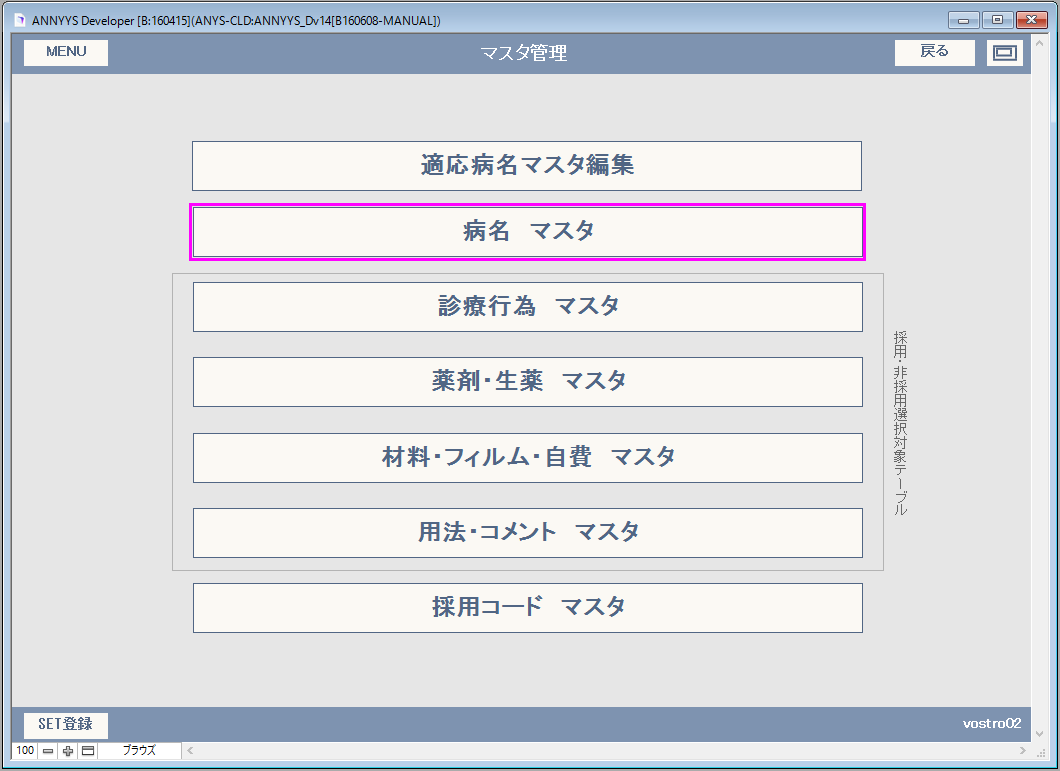 ANNYYS Developer [B:160415](ANYS-CLD:ANNYYS_Dv14[B160608-MANUAL])
MENU
マスタ管理
戻る
適応病名マスタ編集
病名　マスタ
診療行為　マスタ
薬剤・生薬　マスタ
材料・フィルム・自費　マスタ
用法・コメント　マスタ
採用・非採用選択対象テーブル
採用コード　マスタ
SET登録
vostro02
100
ブラウズ